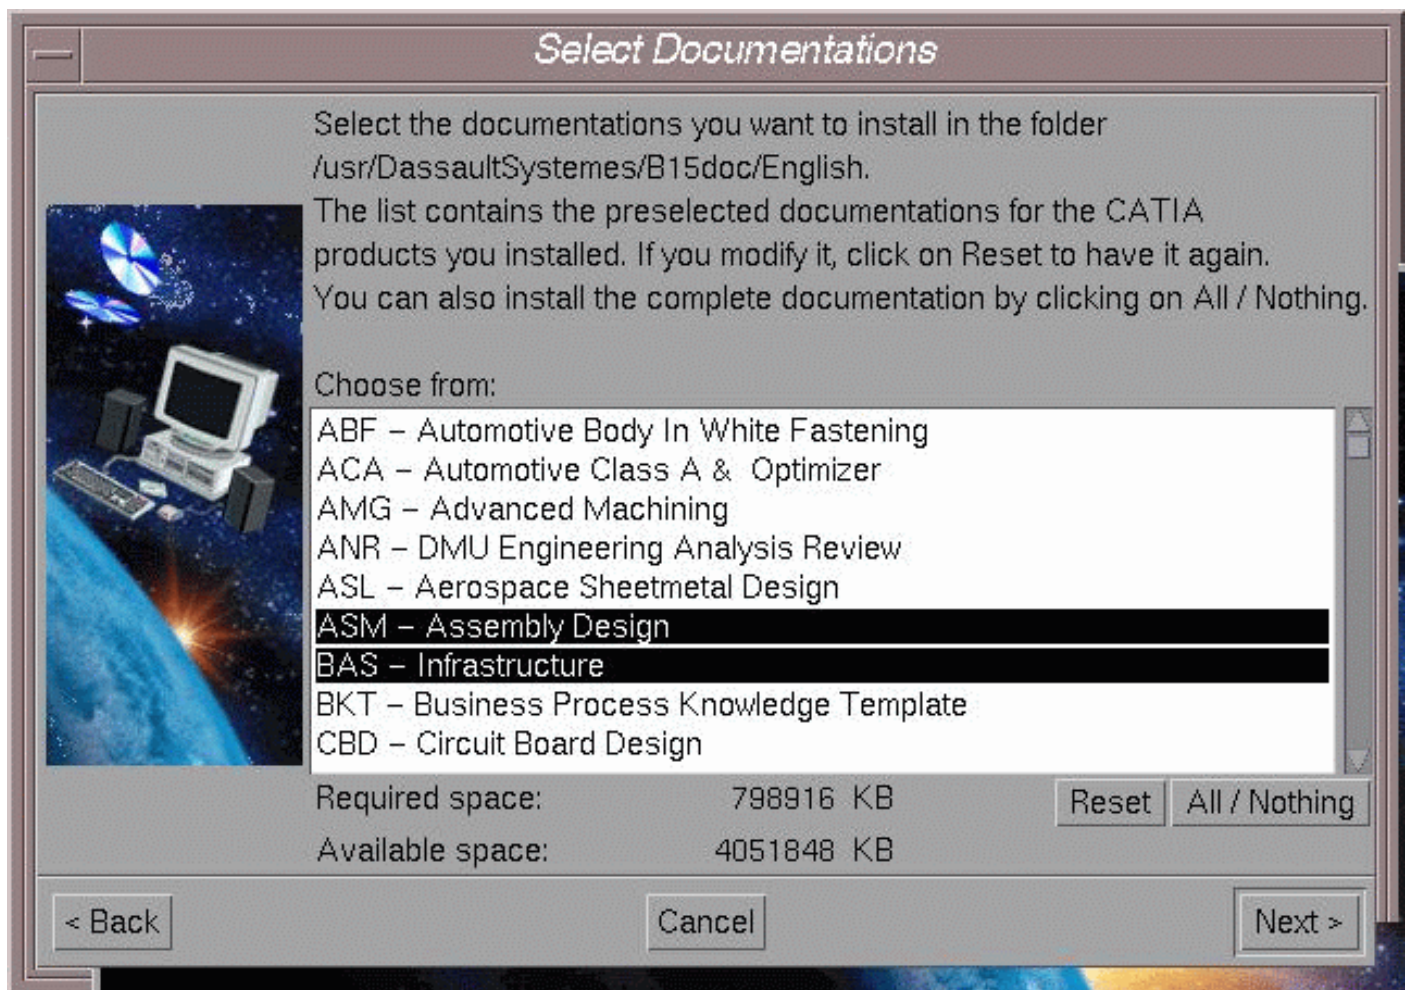 Select Documentations
Select the documentations you want to install in the folder
/usr/DassaultSystemes/B15doc/English.
The list contains the preselected documentations for the CATIA
products you installed. If you modify it, click on Reset to have it again.
You can also install the complete documentation by clicking on All / Nothing.
Choose from:
ABF – Automotive Body In White Fastening
ACA – Automotive Class A &  Optimizer
AMG – Advanced Machining
ANR – DMU Engineering Analysis Review
ASL – Aerospace Sheetmetal Design
ASM – Assembly Design
BAS – Infrastructure
BKT – Business Process Knowledge Template
CBD – Circuit Board Design
Required space: 798916 KB Reset All / Nothing
Available space: 4051848 KB
< Back Cancel Next >